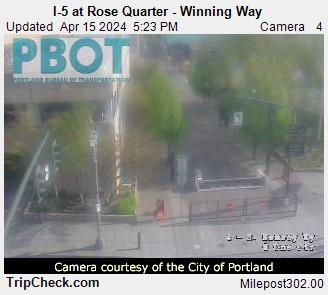 I-5 at Rose Quarter - Winning Way
Updated Apr 15 2024 5:23 PM Camera 4
PBOT
PORTLAND BUREAU OF TRANSPORTATION
Camera courtesy of the City of Portland
TripCheck.com Milepost302.00